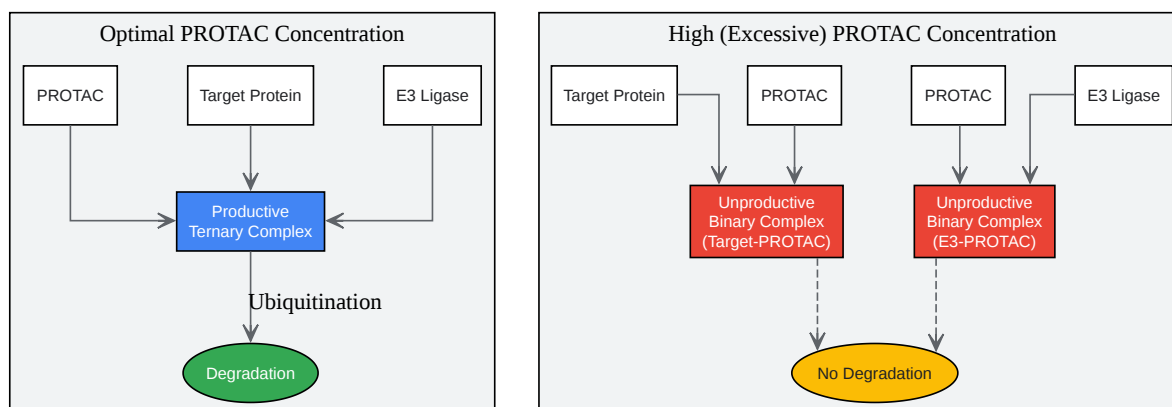 Optimal PROTAC Concentration
PROTAC
Target Protein
E3 Ligase
Productive
Ternary Complex
Ubiquitination
Degradation
High (Excessive) PROTAC Concentration
Target Protein
PROTAC
PROTAC
E3 Ligase
Unproductive
Binary Complex
(Target-PROTAC)
Unproductive
Binary Complex
(E3-PROTAC)
No Degradation